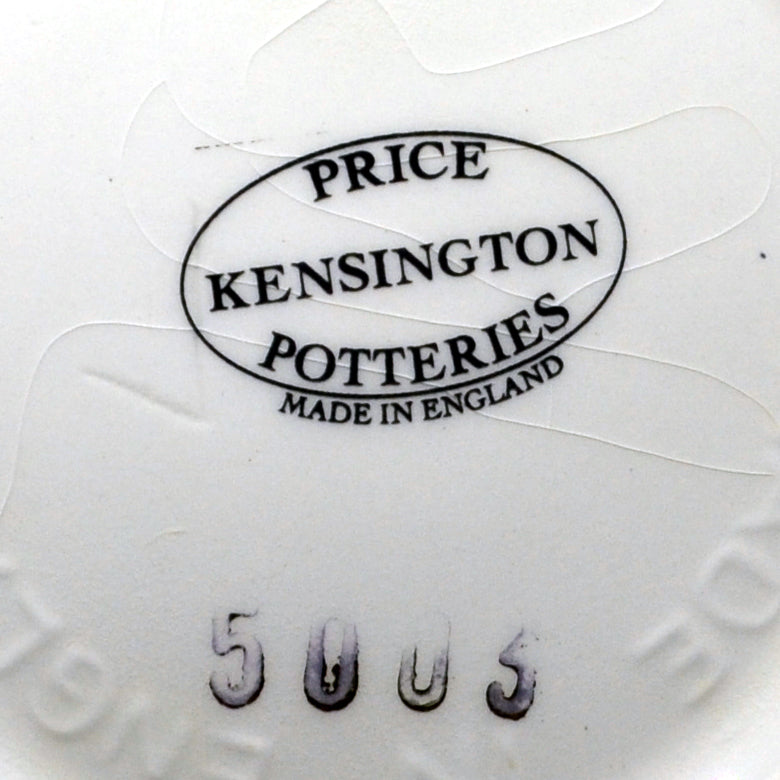 PRICE
KENSINGTON
POTTERIES
MADE IN ENGLAND
5003